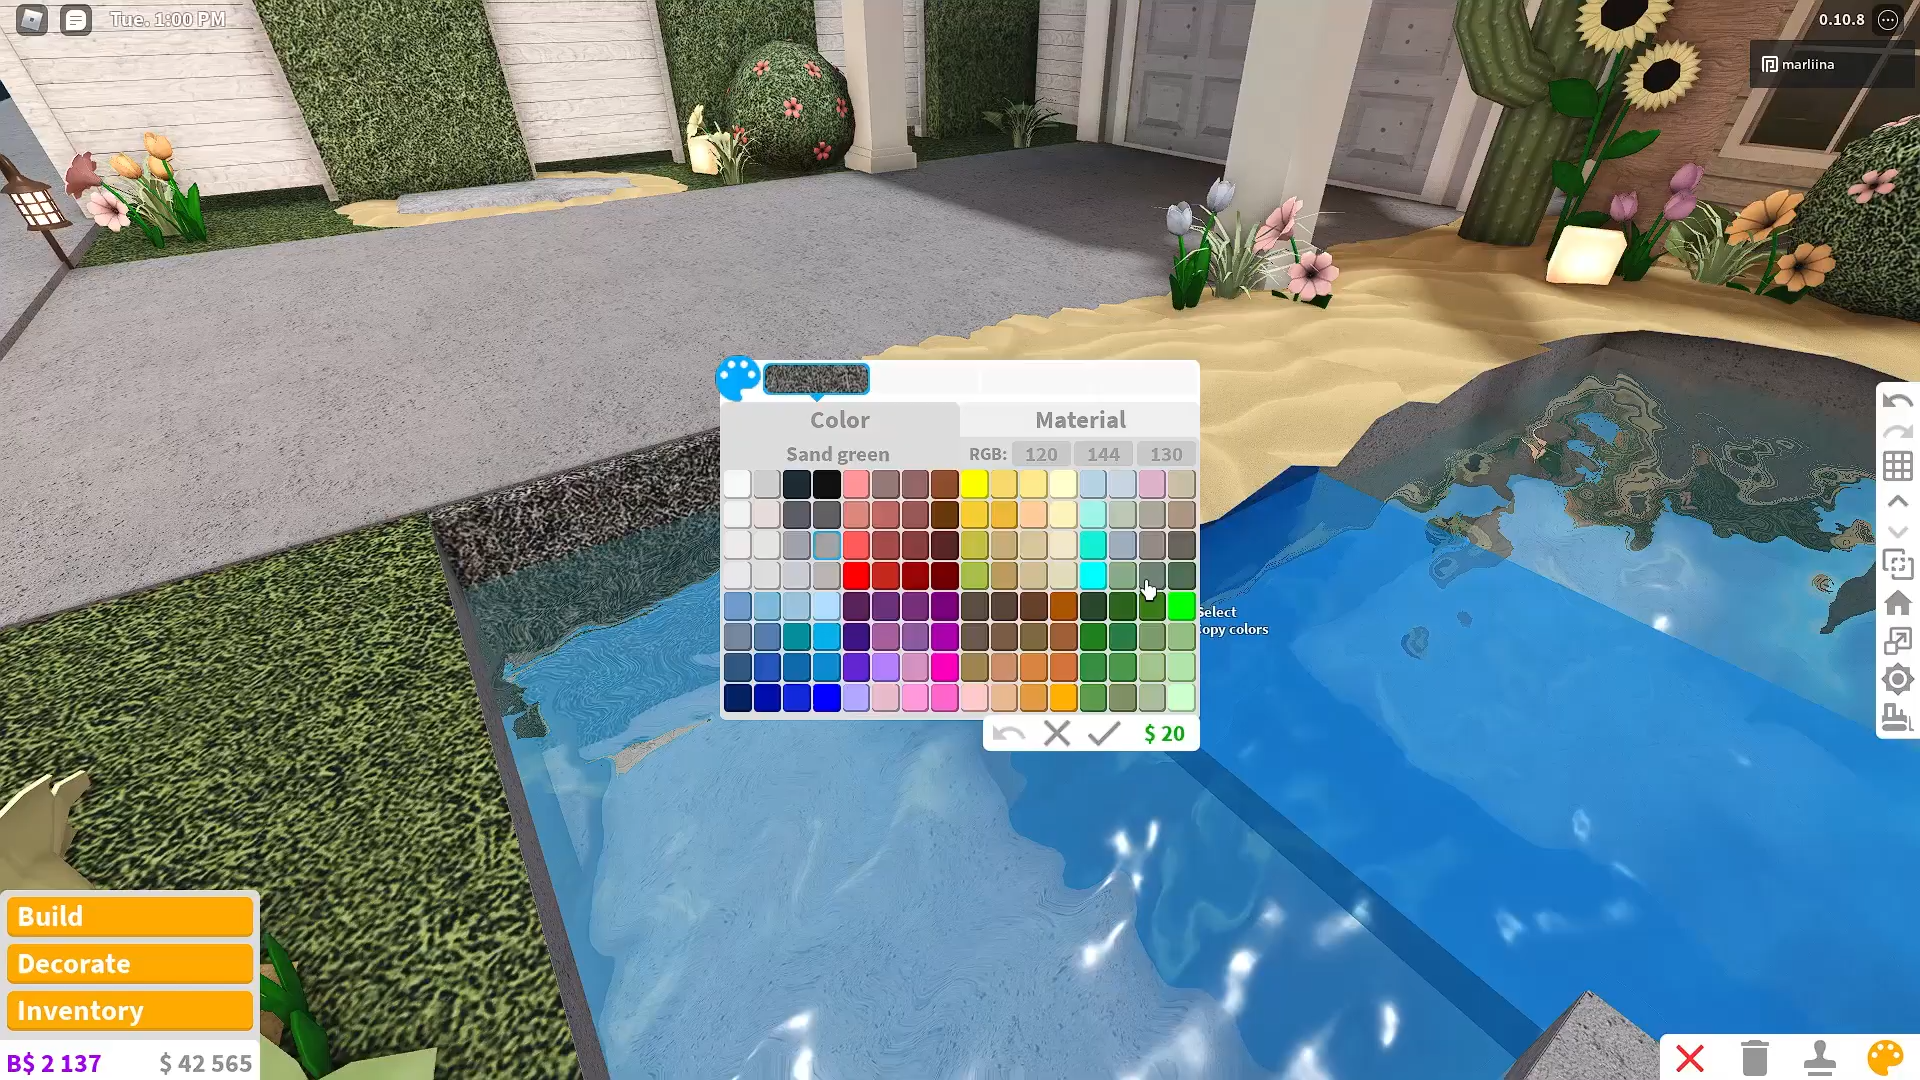 Tue. 1:00 PM
0.10.8
marliina
Color
Material
Sand green
RGB: 120 144 130
Select
opy colors
$ 20
Build
Decorate
Inventory
B$ 2 137
$ 42 565